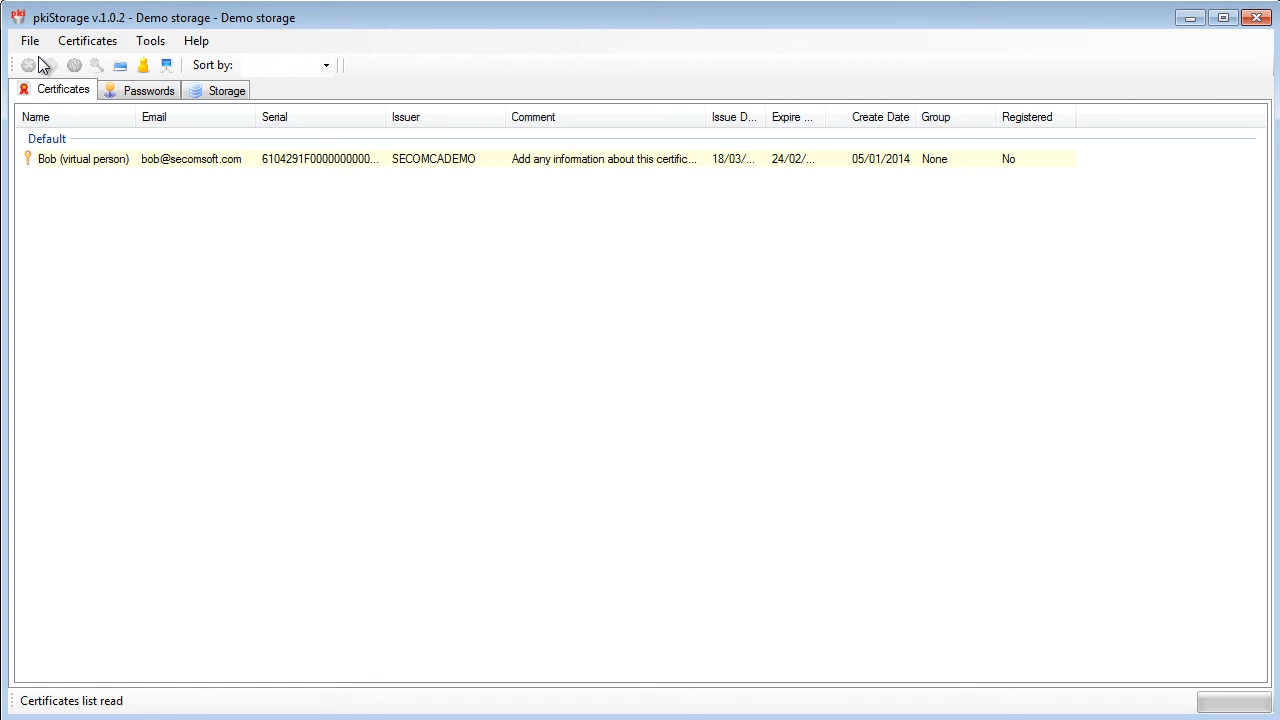 pki pkiStorage v.1.0.2 - Demo storage - Demo storage
File Certificates Tools Help
Sort by:
Certificates Passwords Storage
Name Email Serial Issuer Comment Issue D... Expire ... Create Date Group Registered
Default
Bob (virtual person) bob@secomsoft.com 6104291F0000000000... SECOMCADEMO Add any information about this certific... 18/03/... 24/02/... 05/01/2014 None No
Certificates list read